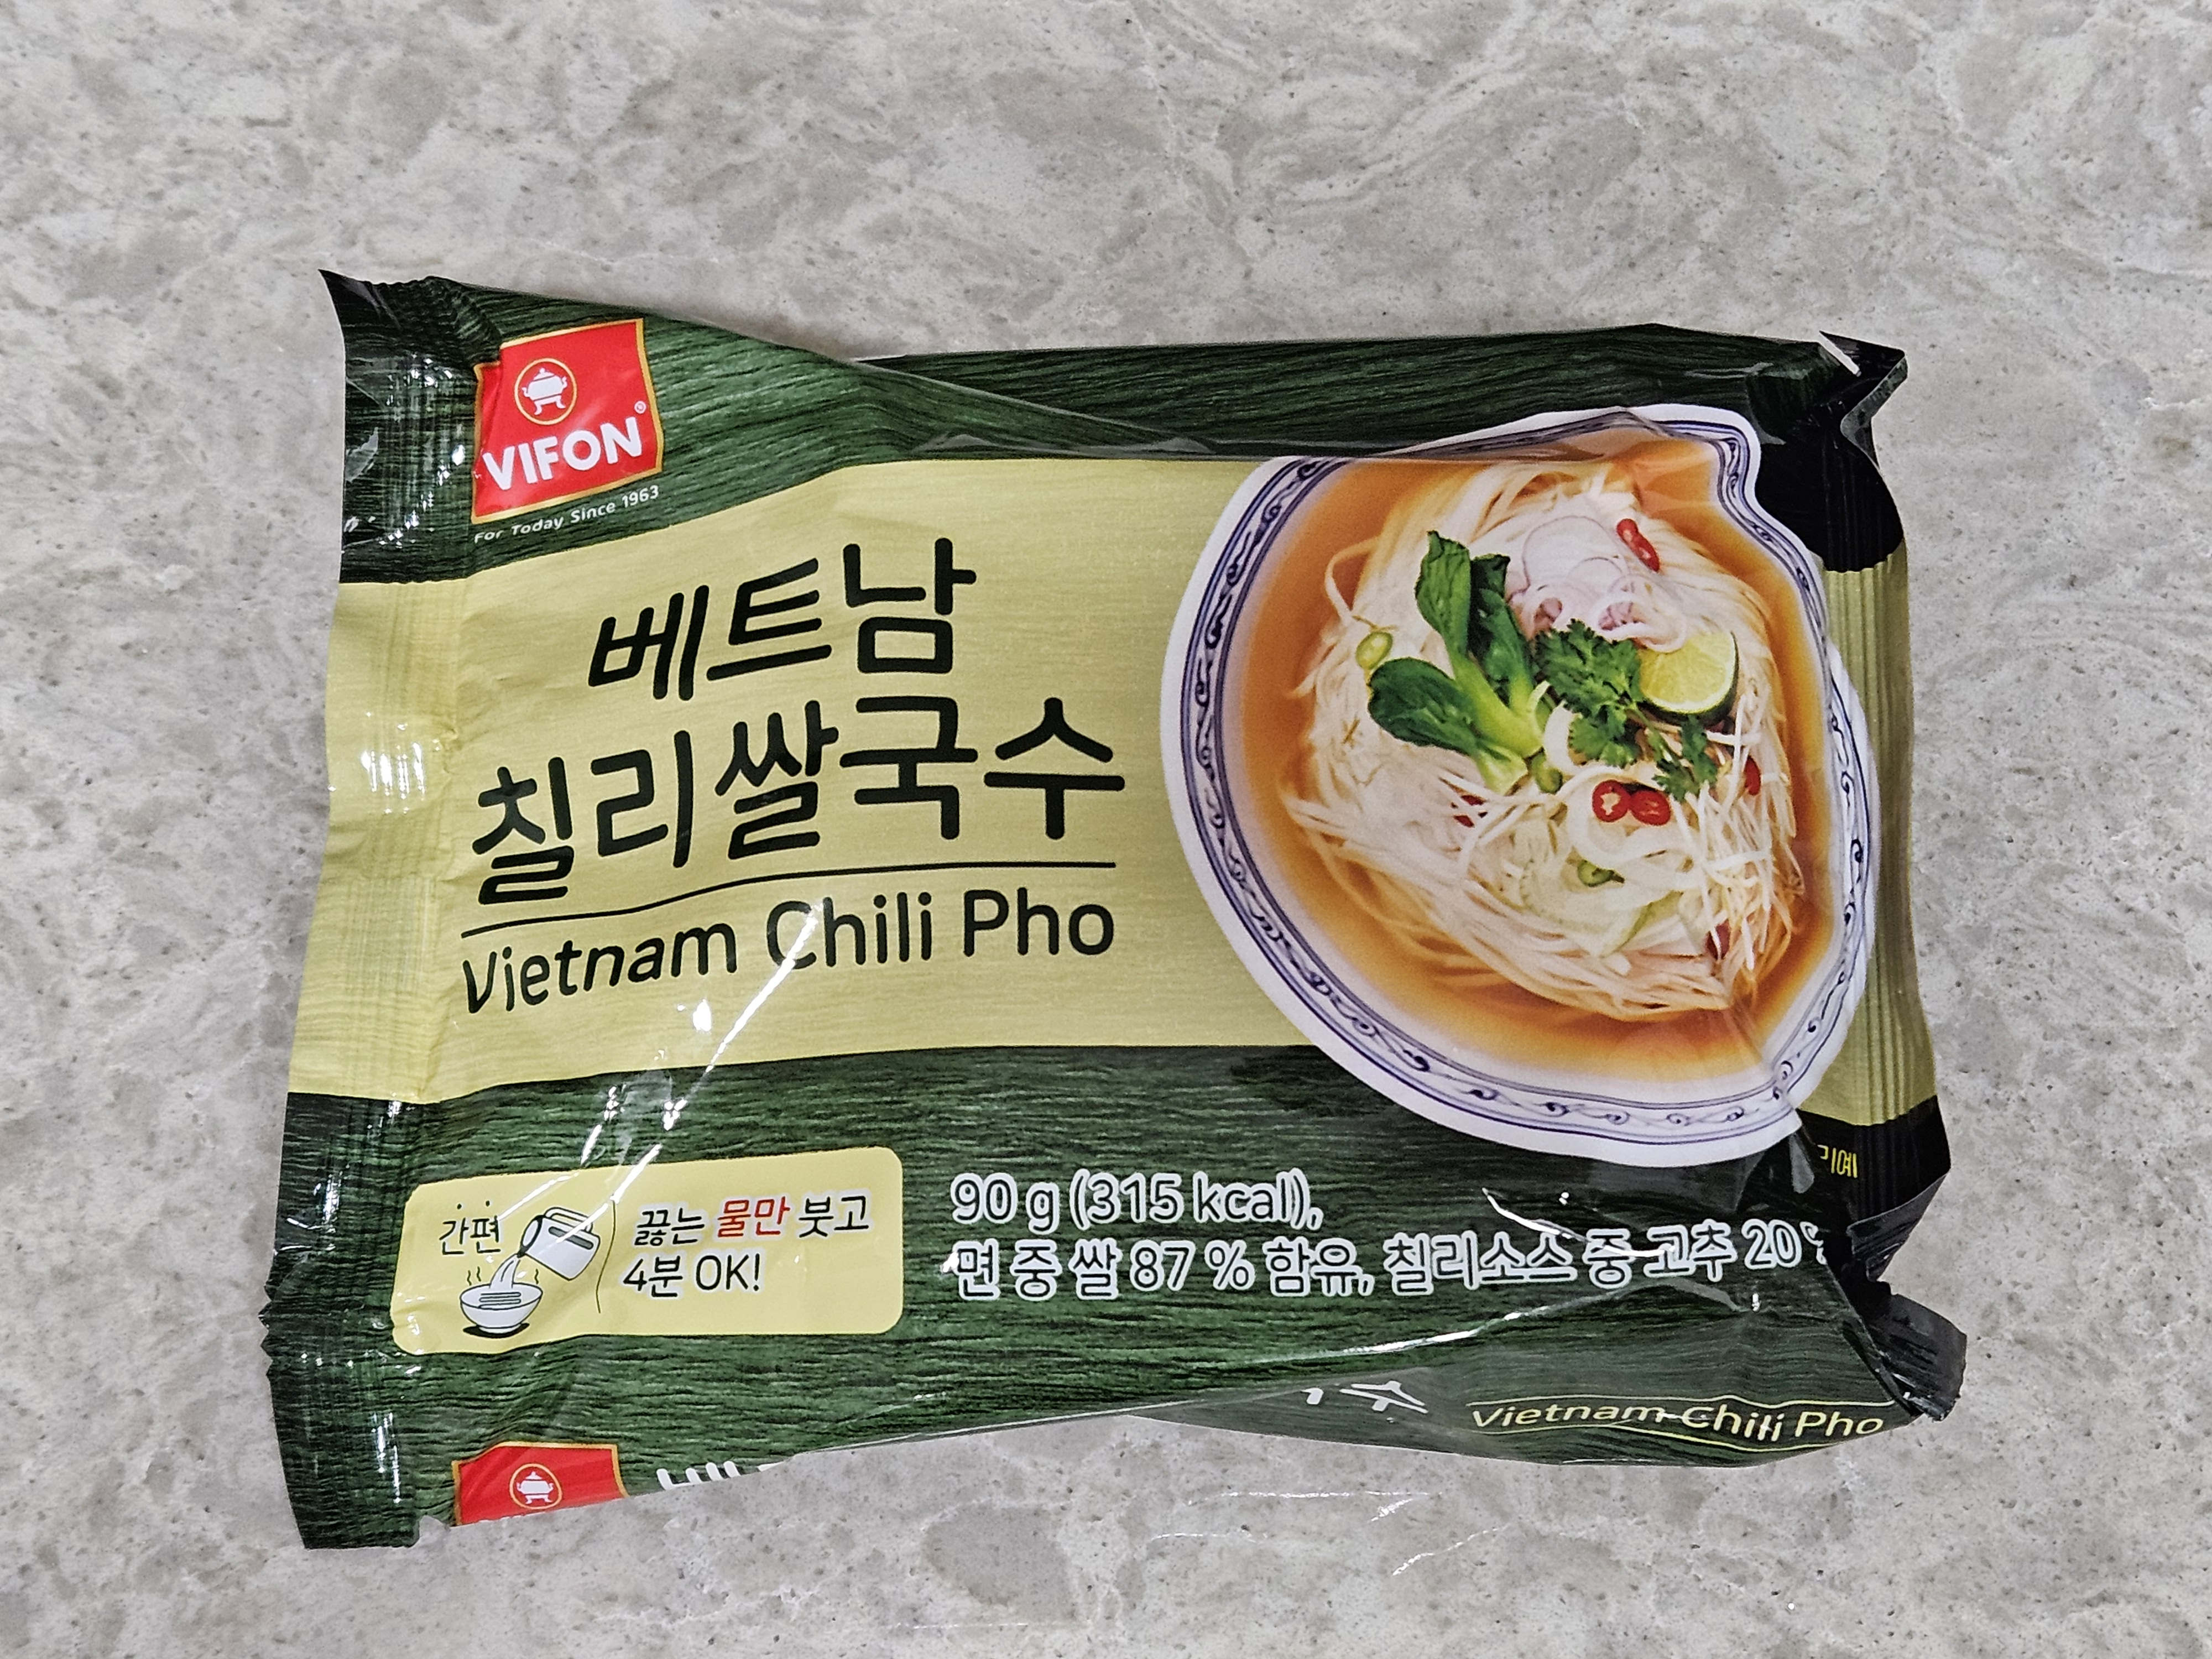 VIFON®
For Today Since 1963
베트남
칠리쌀국수
Vietnam Chili Pho
간편
끓는 물만 붓고
4분 OK!
90 g (315 kcal),
면 중 쌀 87 % 함유, 칠리소스 중 고추 20
Vietnam Chili Pho